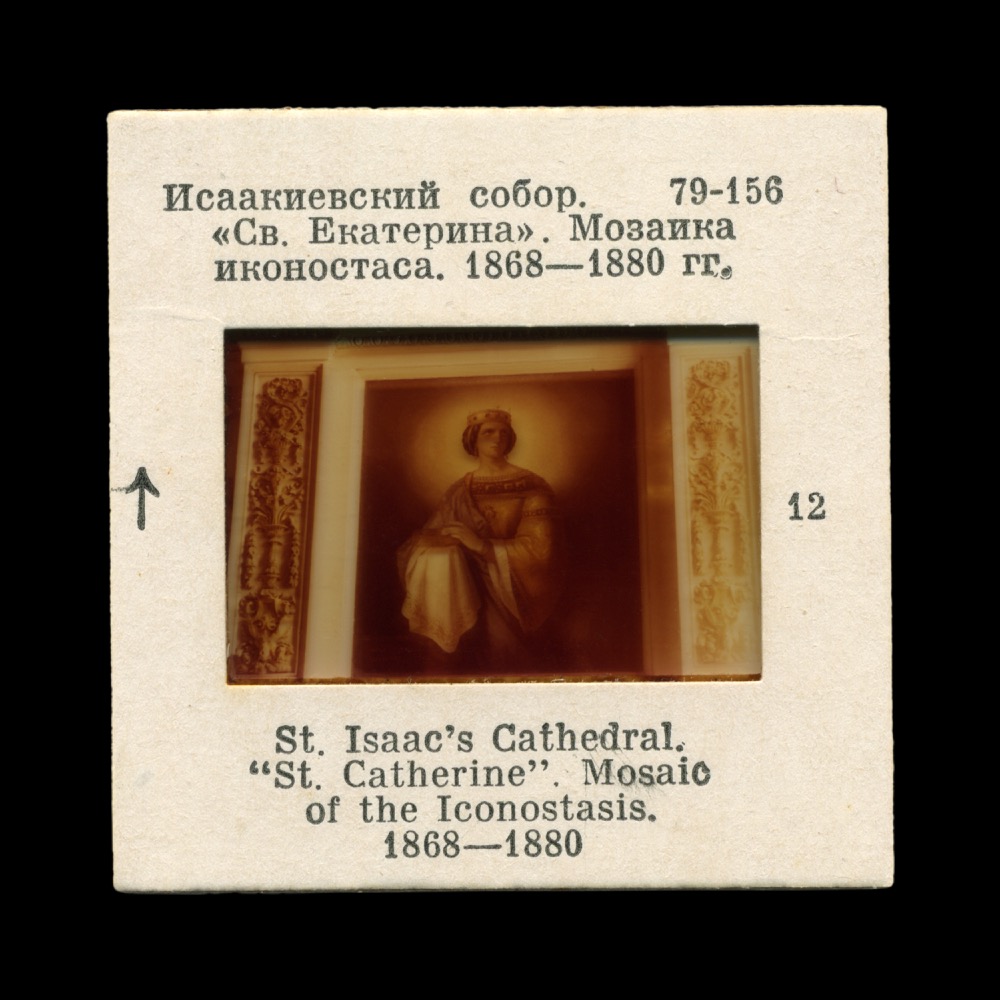 Исаакиевский собор. 79-156
«Св. Екатерина». Мозаика
иконостаса. 1868—1880 гг.
12
St. Isaac's Cathedral.
“St. Catherine”. Mosaic
of the Iconostasis.
1868—1880